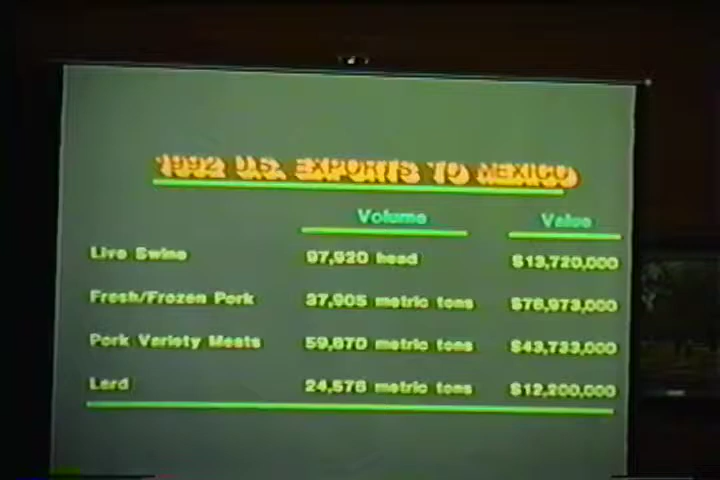 1992 U.S. EXPORTS TO MEXICO
Volume Value
Live Swine 97,920 head $13,720,000
Fresh/Frozen Pork 37,905 metric tons $76,973,000
Pork Variety Meats 59,670 metric tons $43,733,000
Lard 24,576 metric tons $12,200,000